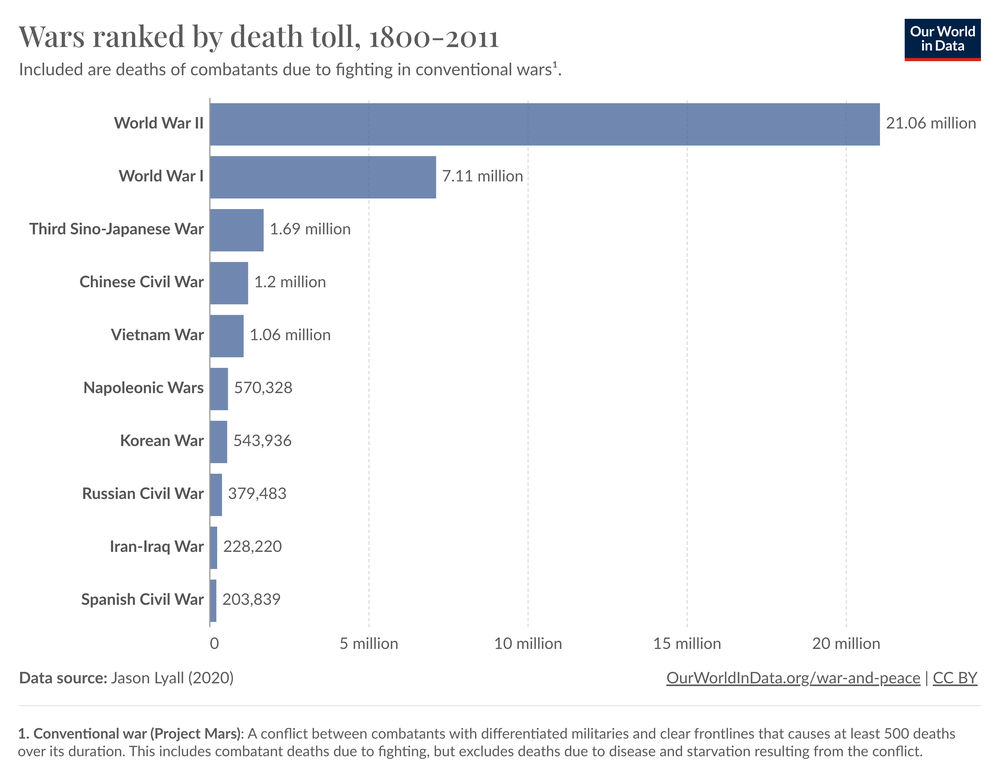 Wars ranked by death toll, 1800-2011
Our World
in Data
Included are deaths of combatants due to fighting in conventional wars¹.
World War II 21.06 million
World War I 7.11 million
Third Sino-Japanese War 1.69 million
Chinese Civil War 1.2 million
Vietnam War 1.06 million
Napoleonic Wars 570,328
Korean War 543,936
Russian Civil War 379,483
Iran-Iraq War 228,220
Spanish Civil War 203,839
0 5 million 10 million 15 million 20 million
Data source: Jason Lyall (2020) OurWorldInData.org/war-and-peace | CC BY
1. Conventional war (Project Mars): A conflict between combatants with differentiated militaries and clear frontlines that causes at least 500 deaths
over its duration. This includes combatant deaths due to fighting, but excludes deaths due to disease and starvation resulting from the conflict.